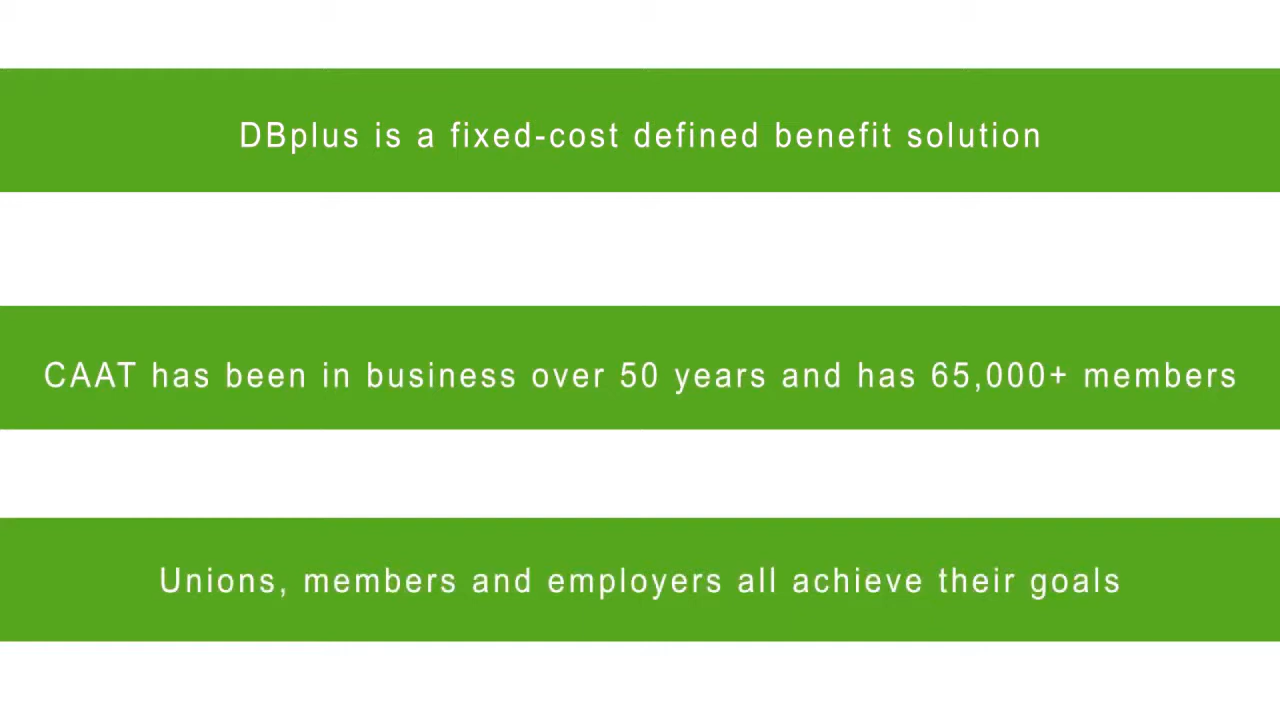 DBplus is a fixed-cost defined benefit solution
CAAT has been in business over 50 years and has 65,000+ members
Unions, members and employers all achieve their goals